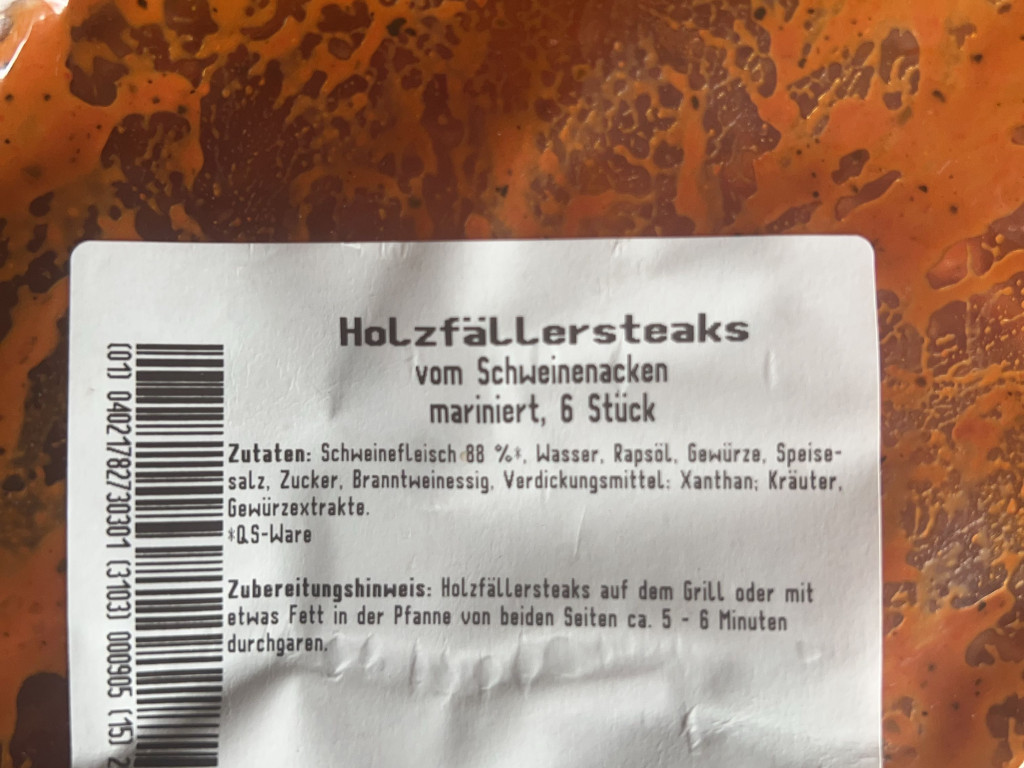 Holzfällersteaks
vom Schweinenacken
mariniert, 6 Stück
Zutaten: Schweinefleisch 88 %*, Wasser, Rapsöl, Gewürze, Speise-
salz, Zucker, Branntweinessig, Verdickungsmittel: Xanthan; Kräuter,
Gewürzextrakte.
*QS-Ware
Zubereitungshinweis: Holzfällersteaks auf dem Grill oder mit
etwas Fett in der Pfanne von beiden Seiten ca. 5 - 6 Minuten
durchgaren.
(01) 04021782730301 (3103) 000905 (15) 2